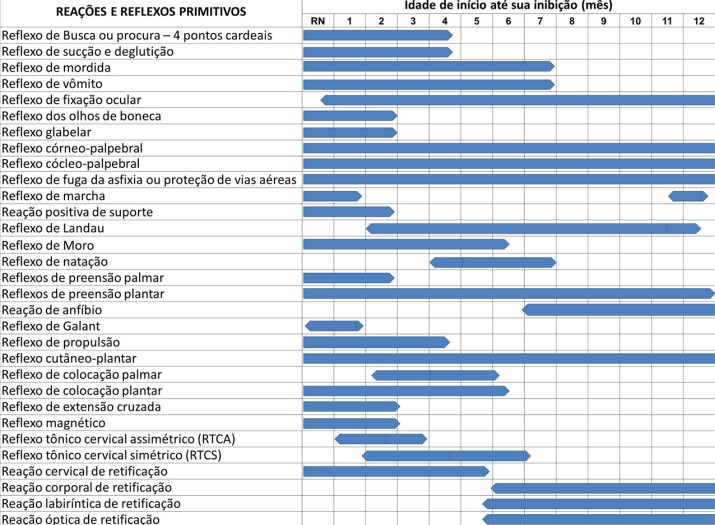 Idade de início até sua inibição (mês)
REAÇÕES E REFLEXOS PRIMITIVOS
RN 1 2 3 4 5 6 7 8 9 10 11 12
Reflexo de Busca ou procura – 4 pontos cardeais
Reflexo de sucção e deglutição
Reflexo de mordida
Reflexo de vômito
Reflexo de fixação ocular
Reflexo dos olhos de boneca
Reflexo glabelar
Reflexo córneo-palpebral
Reflexo cócleo-palpebral
Reflexo de fuga da asfixia ou proteção de vias aéreas
Reflexo de marcha
Reação positiva de suporte
Reflexo de Landau
Reflexo de Moro
Reflexo de natação
Reflexos de preensão palmar
Reflexos de preensão plantar
Reação de anfíbio
Reflexo de Galant
Reflexo de propulsão
Reflexo cutâneo-plantar
Reflexo de colocação palmar
Reflexo de colocação plantar
Reflexo de extensão cruzada
Reflexo magnético
Reflexo tônico cervical assimétrico (RTCA)
Reflexo tônico cervical simétrico (RTCS)
Reação cervical de retificação
Reação corporal de retificação
Reação labiríntica de retificação
Reação óptica de retificação